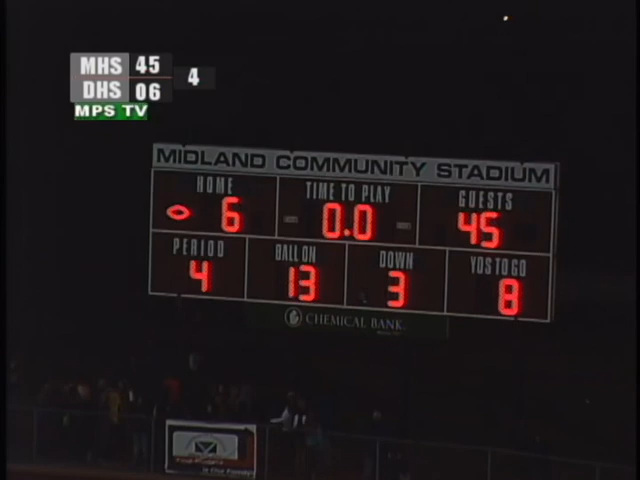 MHS 45 4
DHS 06
MPS TV
MIDLAND COMMUNITY STADIUM
HOME TIME TO PLAY GUESTS
6 0.0 45
PERIOD BALL ON DOWN YDS TO GO
4 13 3 8
CHEMICAL BANK